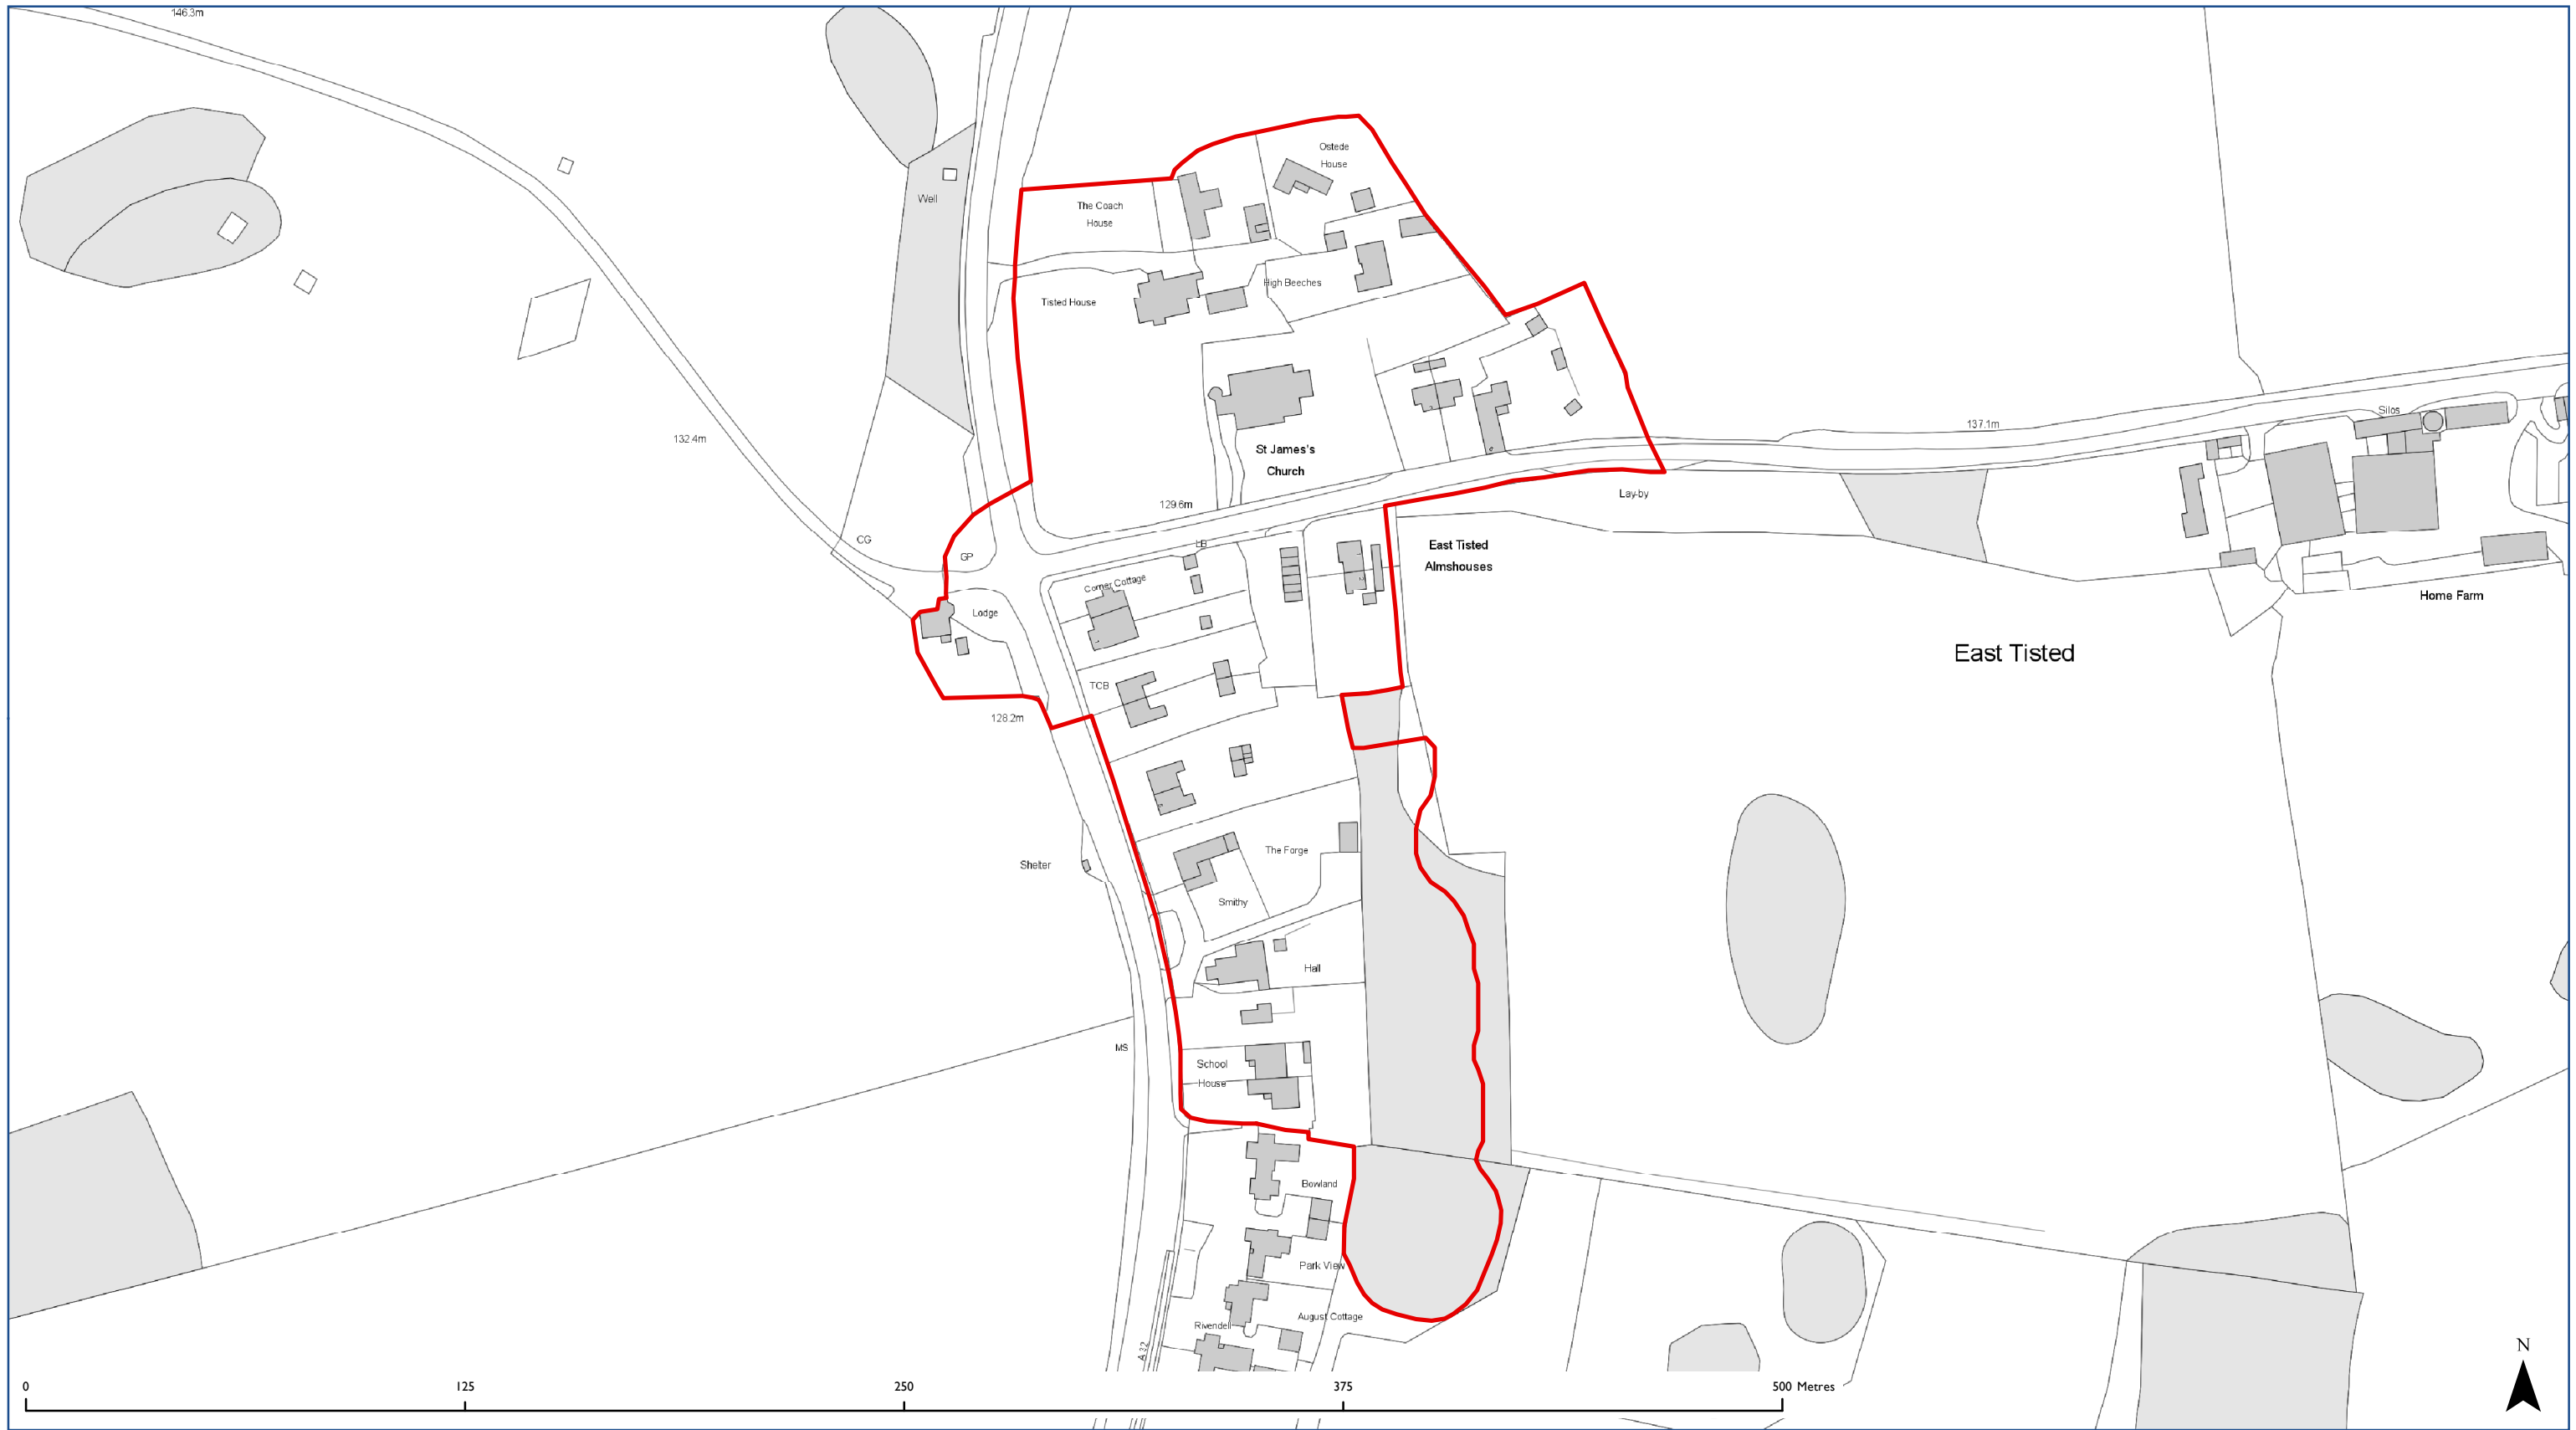 146.3m
Ostede
House
Well
The Coach
House
High Beeches
Tisted House
132.4m
Silos
137.1m
St James's
Church
Lay-by
129.6m
CG
GP
LB
East Tisted
Almshouses
Corner Cottage
Lodge
Home Farm
East Tisted
TCB
128.2m
Shelter
The Forge
Smithy
Hall
MS
School
House
Bowland
Park View
August Cottage
Rivendell
A 32
N
0
125
250
375
500 Metres